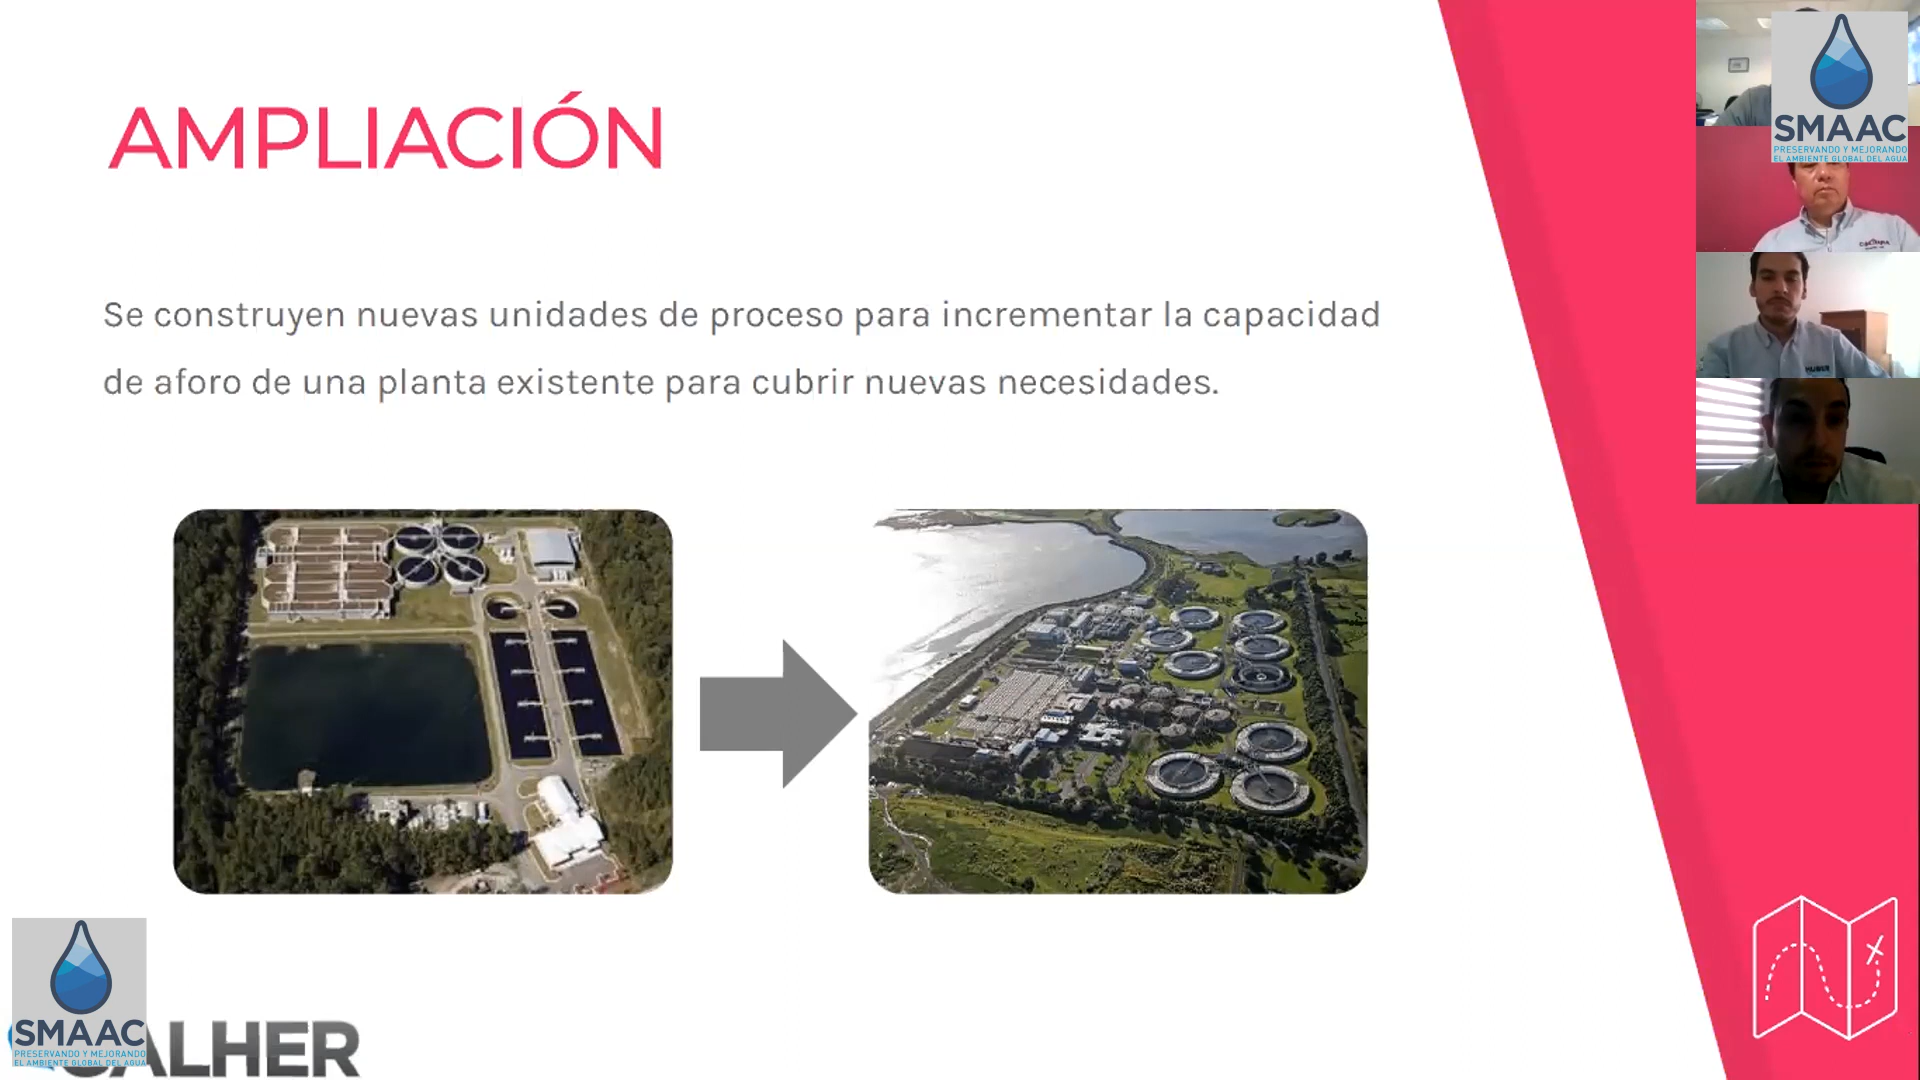 AMPLIACIÓN
Se construyen nuevas unidades de proceso para incrementar la capacidad
de aforo de una planta existente para cubrir nuevas necesidades.
SMAAC
PRESERVANDO Y MEJORANDO
EL AMBIENTE GLOBAL DEL AGUA
HUBER
SMAAC
PRESERVANDO Y MEJORANDO
EL AMBIENTE GLOBAL DEL AGUA
ALHER